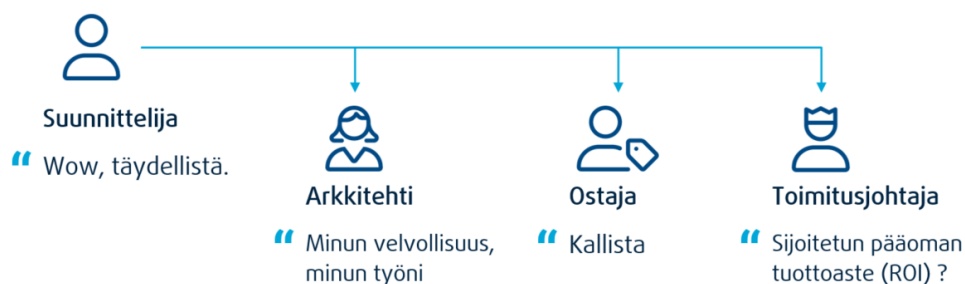 Suunnittelija
“ Wow, täydellistä.
Arkkitehti
“ Minun velvollisuus,
minun työni
Ostaja
“ Kallista
Toimitusjohtaja
“ Sijoitetun pääoman
tuottoaste (ROI) ?